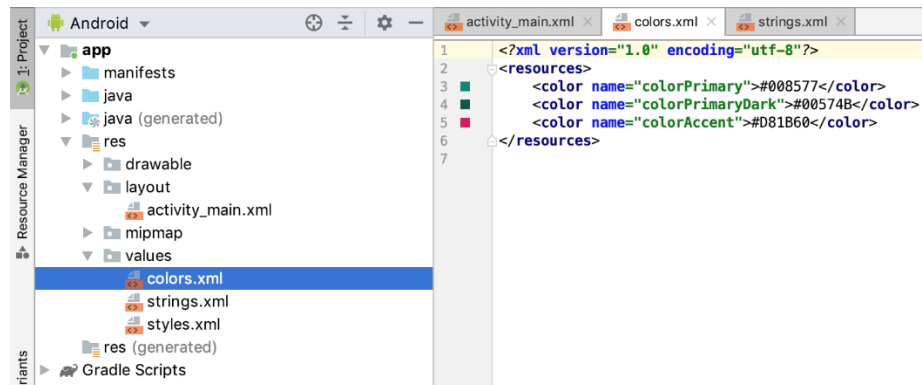 1: Project
Resource Manager
riants
Android
app
manifests
java
java (generated)
res
drawable
layout
activity_main.xml
mipmap
values
colors.xml
strings.xml
styles.xml
res (generated)
Gradle Scripts
activity_main.xml
colors.xml
strings.xml
1 <?xml version="1.0" encoding="utf-8"?>
2 <resources>
3 <color name="colorPrimary">#008577</color>
4 <color name="colorPrimaryDark">#00574B</color>
5 <color name="colorAccent">#D81B60</color>
6 </resources>
7